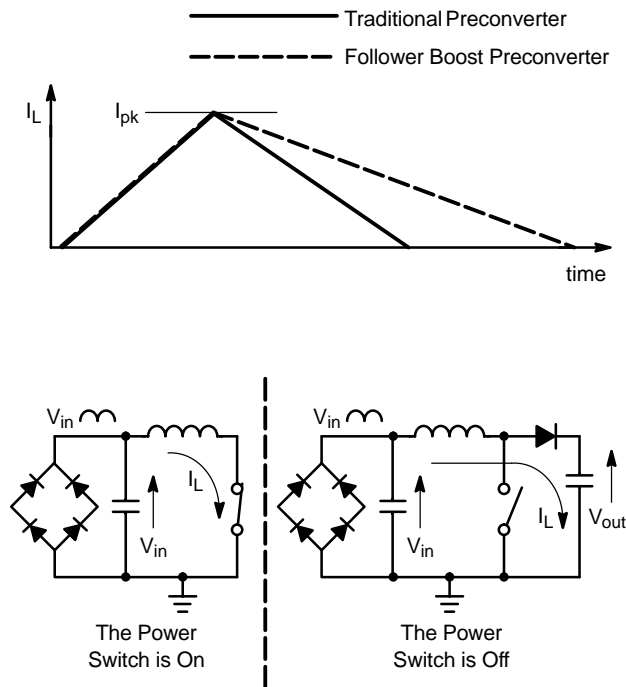 Traditional Preconverter
Follower Boost Preconverter
I_L
I_pk
time
V_in
I_L
V_in
The Power
Switch is On
V_in
V_in
I_L
V_out
The Power
Switch is Off